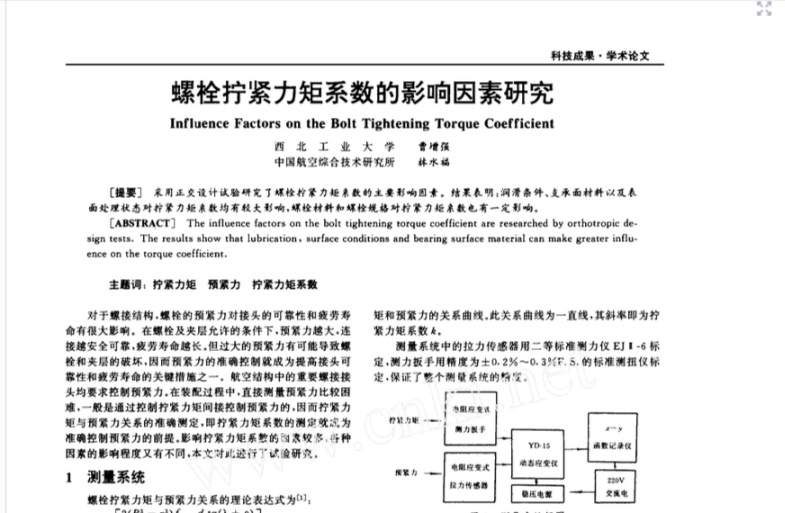 科技成果·学术论文
螺栓拧紧力矩系数的影响因素研究
Influence Factors on the Bolt Tightening Torque Coefficient
西北工业大学 曹增强
中国航空综合技术研究所 林水福
[提要] 采用正交设计试验研究了螺栓拧紧力矩系数的主要影响因素。结果表明:润滑条件、支承面材料以及表
面处理状态对拧紧力矩系数均有较大影响,螺栓材料和螺栓规格对拧紧力矩系数也有一定影响。
[ABSTRACT] The influence factors on the bolt tightening torque coefficient are researched by orthotropic de-
sign tests. The results show that lubrication, surface conditions and bearing surface material can make greater influ-
ence on the torque coefficient.
主题词: 拧紧力矩 预紧力 拧紧力矩系数
对于螺接结构,螺栓的预紧力对接头的可靠性和疲劳寿
命有很大影响。在螺栓及夹层允许的条件下,预紧力越大,连
接越安全可靠,疲劳寿命越长。但过大的预紧力有可能导致螺
栓和夹层的破坏,因而预紧力的准确控制就成为提高接头可
靠性和疲劳寿命的关键措施之一。航空结构中的重要螺接接
头均要求控制预紧力。在装配过程中,直接测量预紧力比较困
难,一般是通过控制拧紧力矩间接控制预紧力的,因而拧紧力
矩与预紧力关系的准确测定,即拧紧力矩系数的测定就成为
准确控制预紧力的前提。影响拧紧力矩系数的因素较多,各种
因素的影响程度又有不同,本文对此进行了试验研究。
1 测量系统
螺栓拧紧力矩与预紧力关系的理论表达式为[1]:
矩和预紧力的关系曲线。此关系曲线为一直线,其斜率即为拧
紧力矩系数k。
测量系统中的拉力传感器用二等标准测力仪 EJⅡ-6 标
定,测力扳手用精度为±0.2%~0.3%F.S.的标准测扭仪标
定,保证了整个测量系统的精度。
拧紧力矩
电阻应变式
测力扳手
预紧力
电阻应变式
拉力传感器
YD-15
动态应变仪
稳压电源
x—y
函数记录仪
220V
交流电